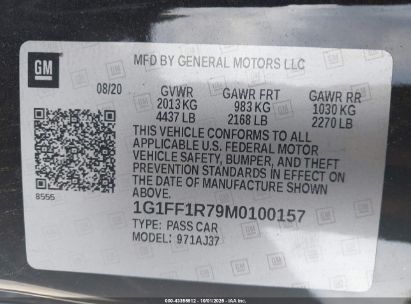 MFD BY GENERAL MOTORS LLC
GM
08/20 GVWR GAWR FRT GAWR RR
2013 KG 983 KG 1030 KG
4437 LB 2168 LB 2270 LB
THIS VEHICLE CONFORMS TO ALL
APPLICABLE U.S. FEDERAL MOTOR
VEHICLE SAFETY, BUMPER, AND THEFT
PREVENTION STANDARDS IN EFFECT ON
THE DATE OF MANUFACTURE SHOWN
ABOVE.
8555
1G1FF1R79M0100157
TYPE: PASS CAR
MODEL: 971AJ37